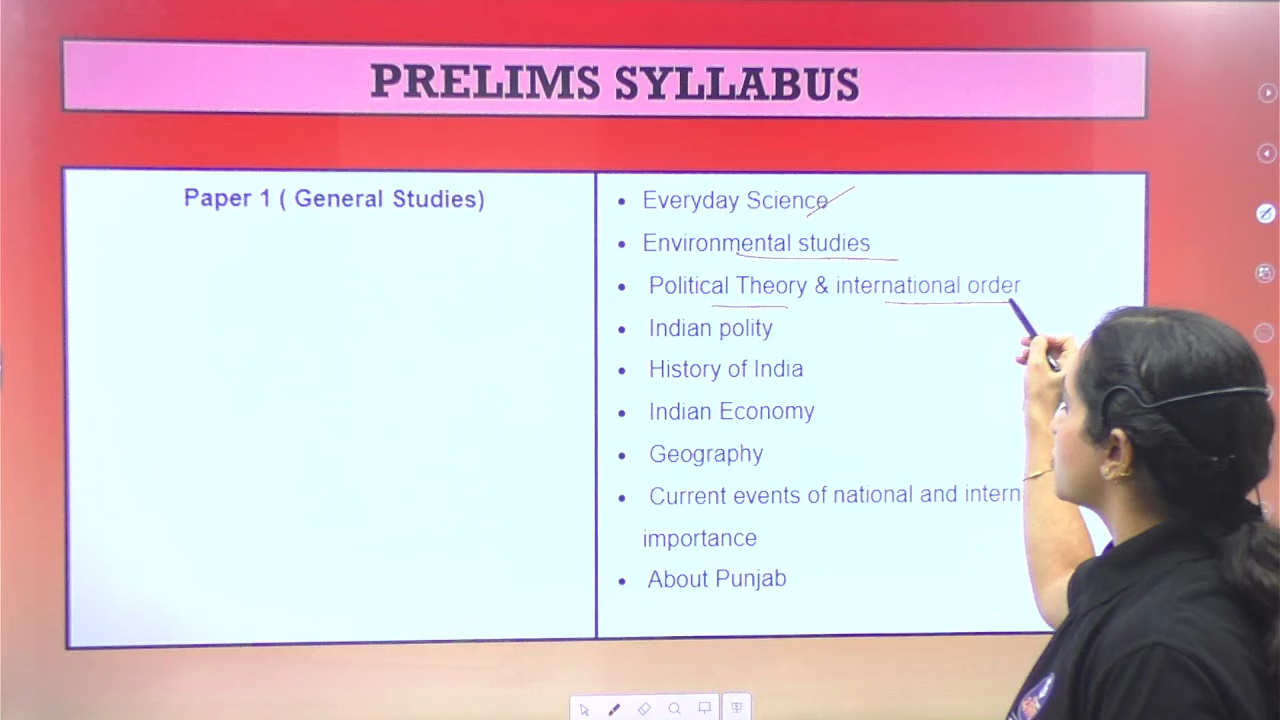 PRELIMS SYLLABUS
Paper 1 ( General Studies)
• Everyday Science
• Environmental studies
• Political Theory & international order
• Indian polity
• History of India
• Indian Economy
• Geography
• Current events of national and intern
importance
• About Punjab